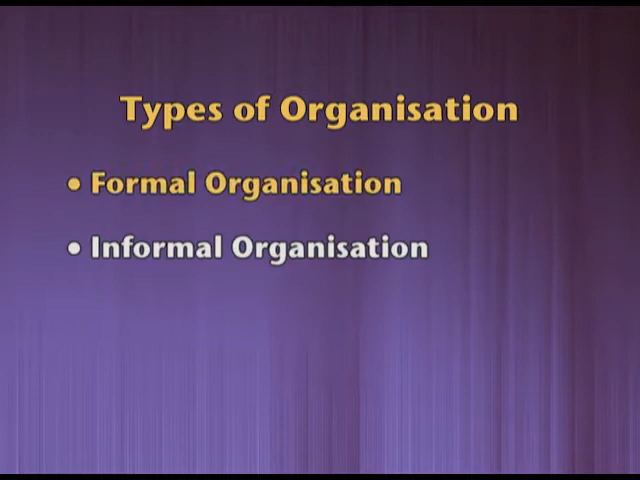 Types of Organisation
• Formal Organisation
• Informal Organisation